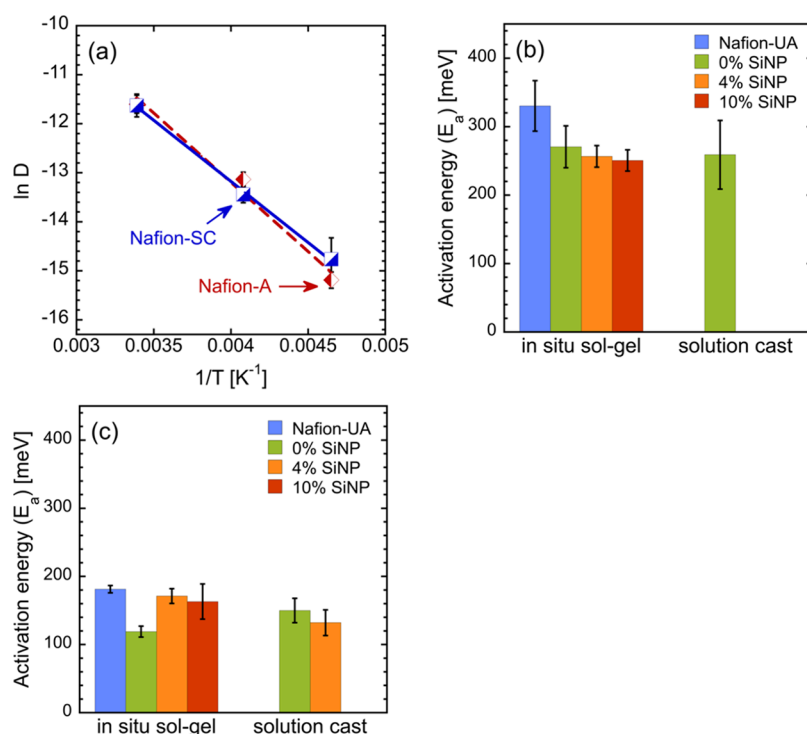 (a)
ln D
-10
-11
-12
-13
-14
-15
-16
Nafion-SC
Nafion-A
0.003 0.0035 0.004 0.0045 0.005
1/T [K⁻¹]
(b)
Activation energy (Eₐ) [meV]
400
300
200
100
0
Nafion-UA
0% SiNP
4% SiNP
10% SiNP
in situ sol-gel solution cast
(c)
Activation energy (Eₐ) [meV]
400
300
200
100
0
Nafion-UA
0% SiNP
4% SiNP
10% SiNP
in situ sol-gel solution cast